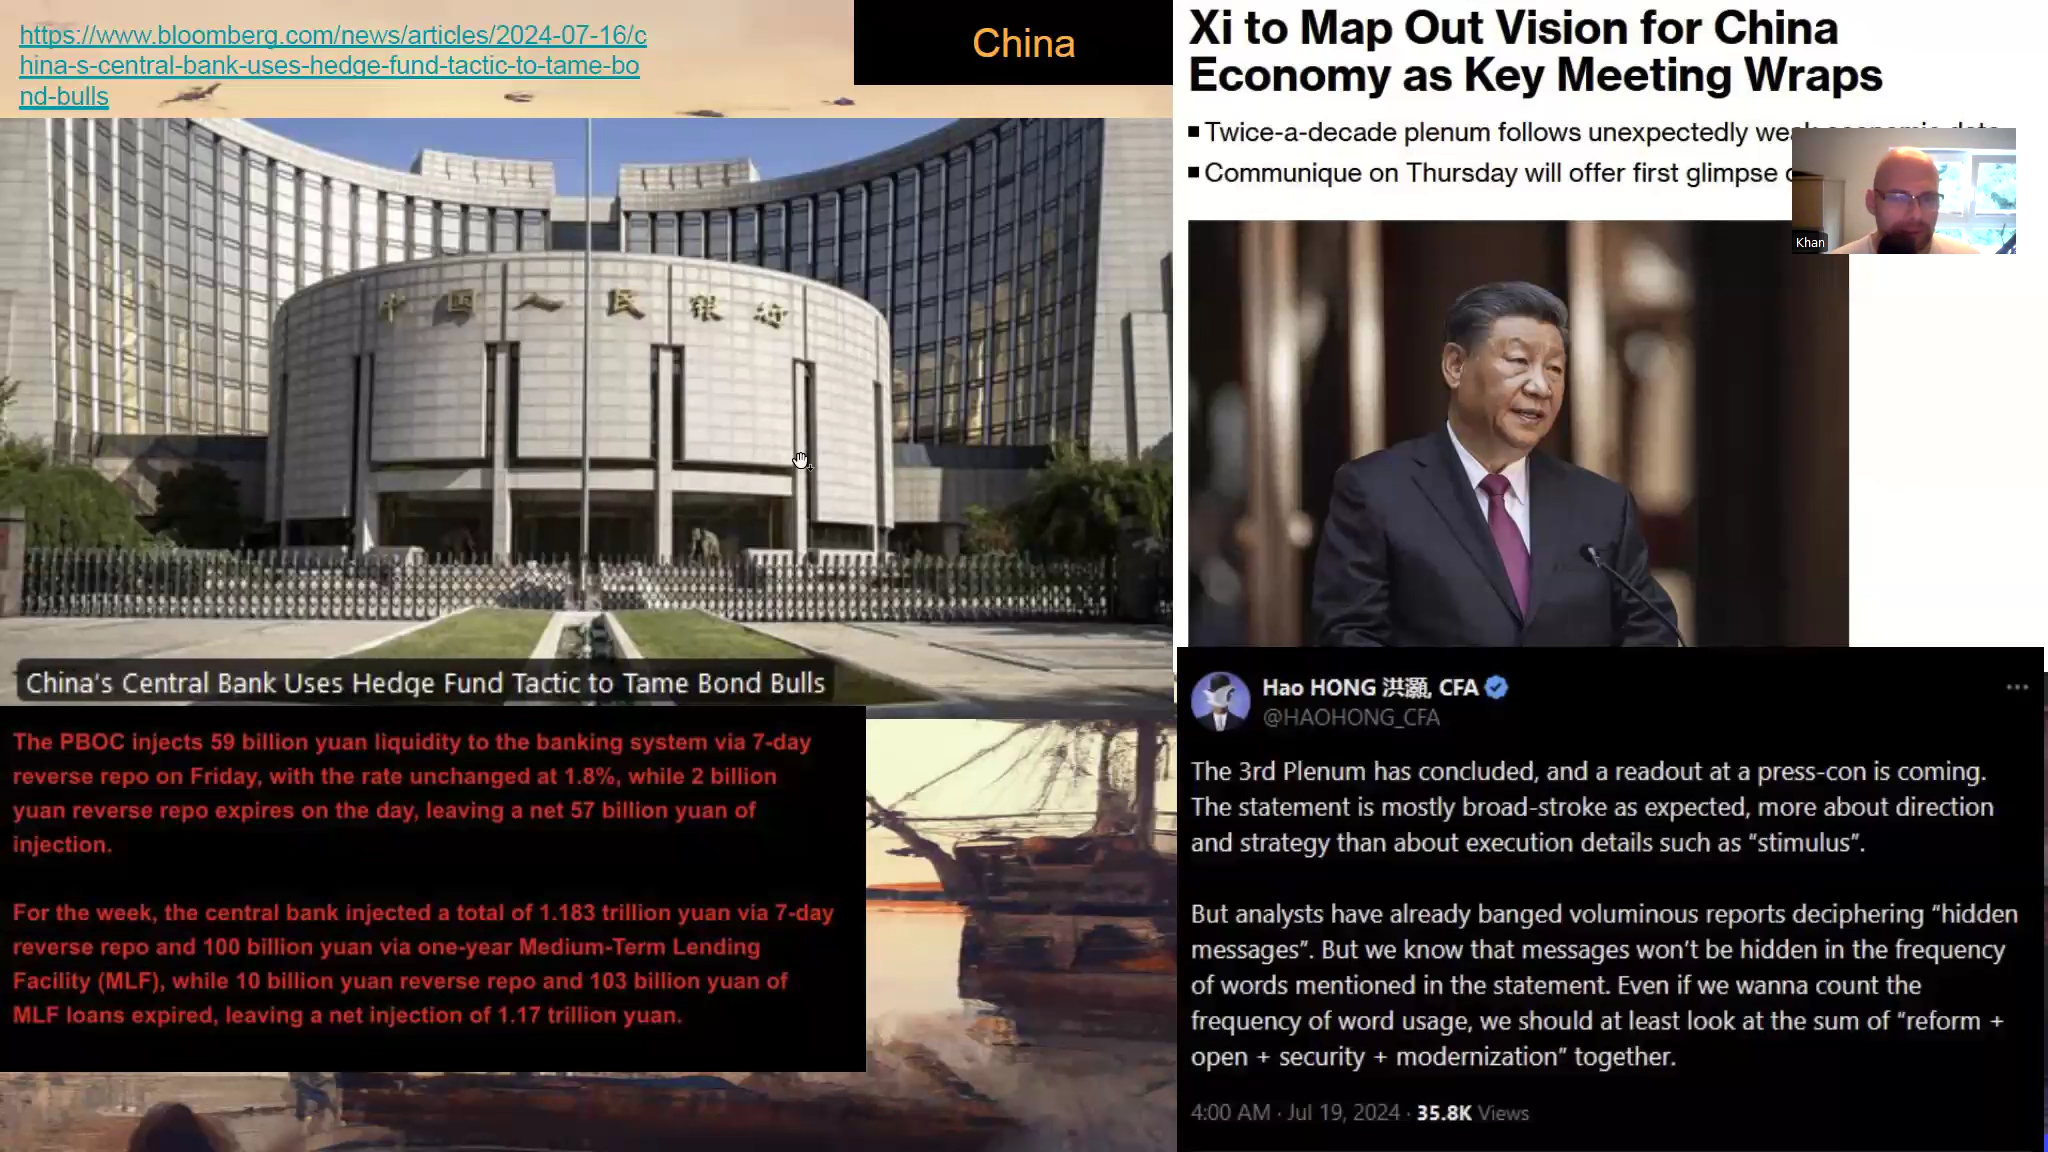 https://www.bloomberg.com/news/articles/2024-07-16/c
hina-s-central-bank-uses-hedge-fund-tactic-to-tame-bo
nd-bulls
China
中国人民银行
China's Central Bank Uses Hedge Fund Tactic to Tame Bond Bulls
The PBOC injects 59 billion yuan liquidity to the banking system via 7-day
reverse repo on Friday, with the rate unchanged at 1.8%, while 2 billion
yuan reverse repo expires on the day, leaving a net 57 billion yuan of
injection.
For the week, the central bank injected a total of 1.183 trillion yuan via 7-day
reverse repo and 100 billion yuan via one-year Medium-Term Lending
Facility (MLF), while 10 billion yuan reverse repo and 103 billion yuan of
MLF loans expired, leaving a net injection of 1.17 trillion yuan.
Xi to Map Out Vision for China
Economy as Key Meeting Wraps
▪ Twice-a-decade plenum follows unexpectedly weak economic data
▪ Communique on Thursday will offer first glimpse
Khan
Hao HONG 洪灝, CFA
@HAOHONG_CFA
The 3rd Plenum has concluded, and a readout at a press-con is coming.
The statement is mostly broad-stroke as expected, more about direction
and strategy than about execution details such as “stimulus”.
But analysts have already banged voluminous reports deciphering “hidden
messages”. But we know that messages won’t be hidden in the frequency
of words mentioned in the statement. Even if we wanna count the
frequency of word usage, we should at least look at the sum of “reform +
open + security + modernization” together.
4:00 AM · Jul 19, 2024 · 35.8K Views